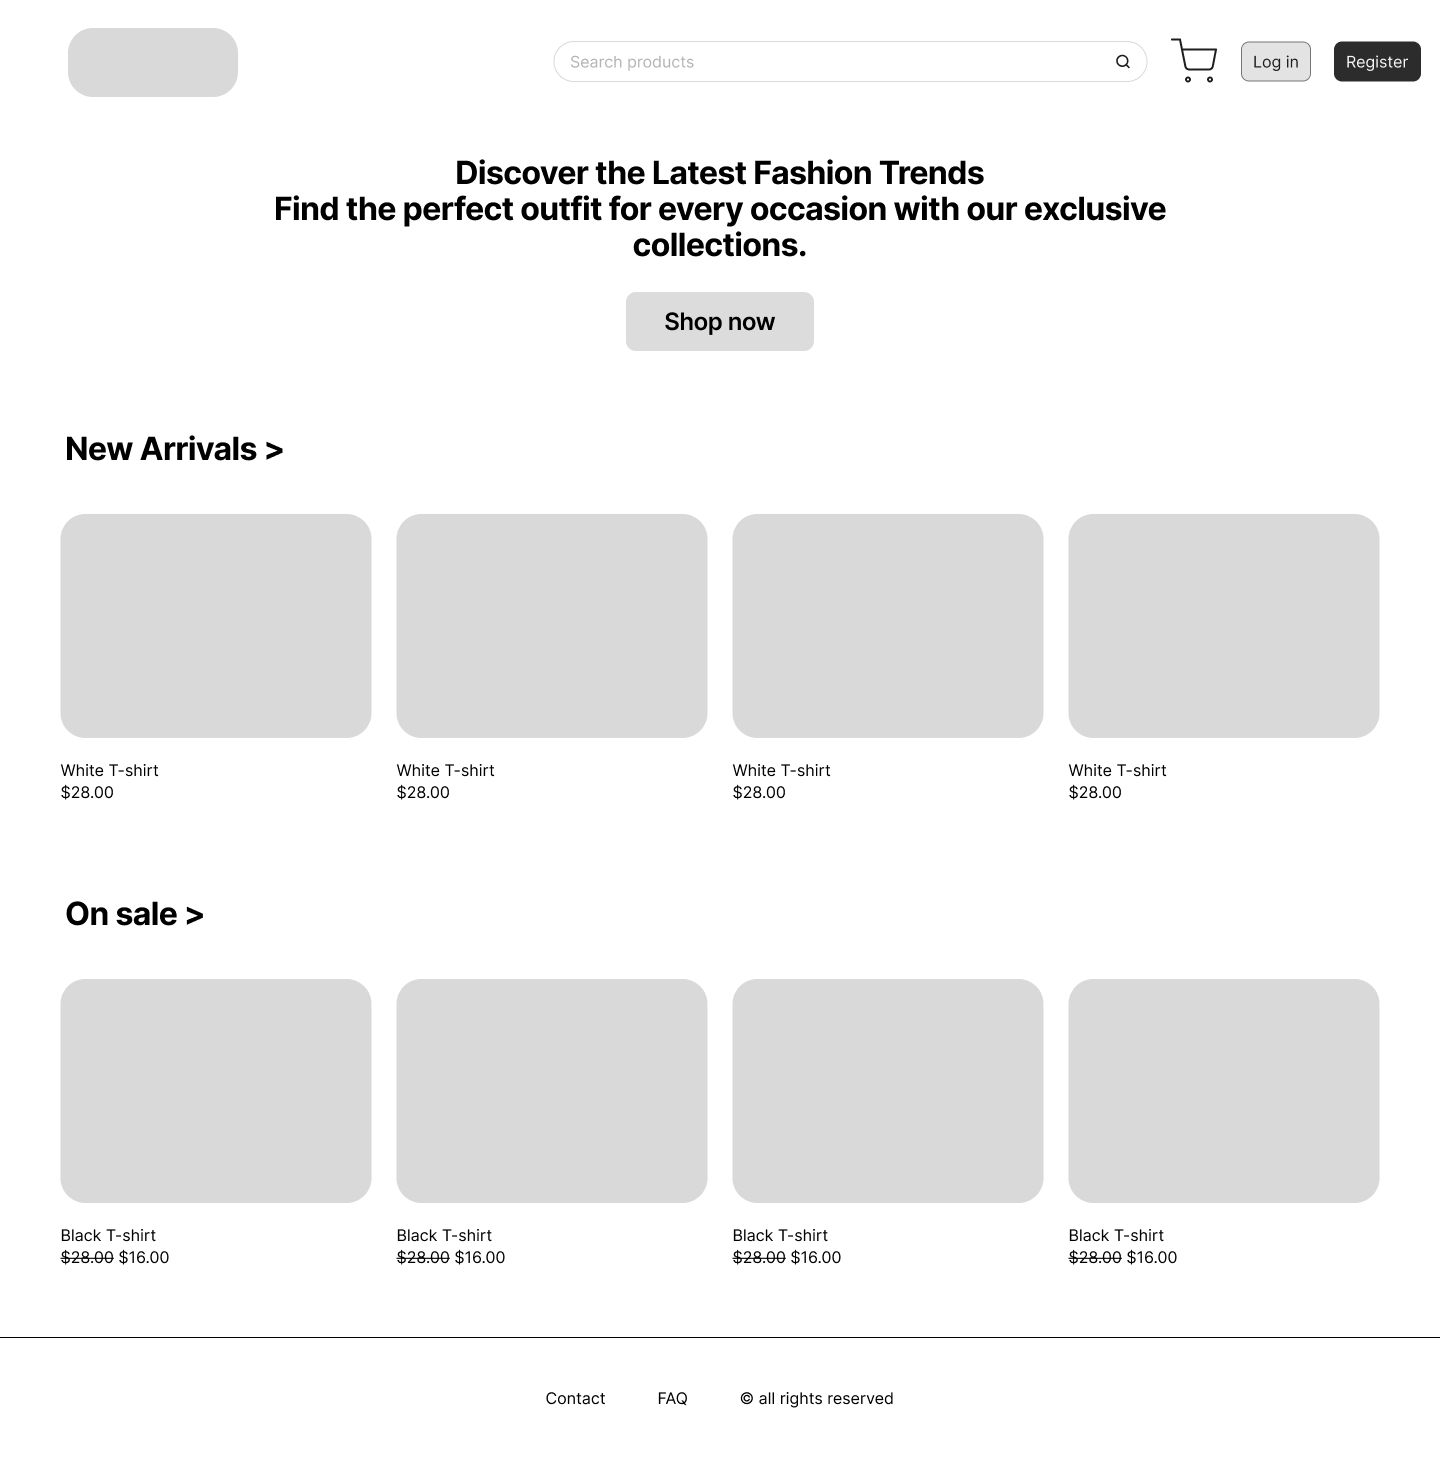 Search products
Log in
Register
Discover the Latest Fashion Trends
Find the perfect outfit for every occasion with our exclusive
collections.
Shop now
New Arrivals >
White T-shirt
$28.00
White T-shirt
$28.00
White T-shirt
$28.00
White T-shirt
$28.00
On sale >
Black T-shirt
$28.00 $16.00
Black T-shirt
$28.00 $16.00
Black T-shirt
$28.00 $16.00
Black T-shirt
$28.00 $16.00
Contact
FAQ
© all rights reserved